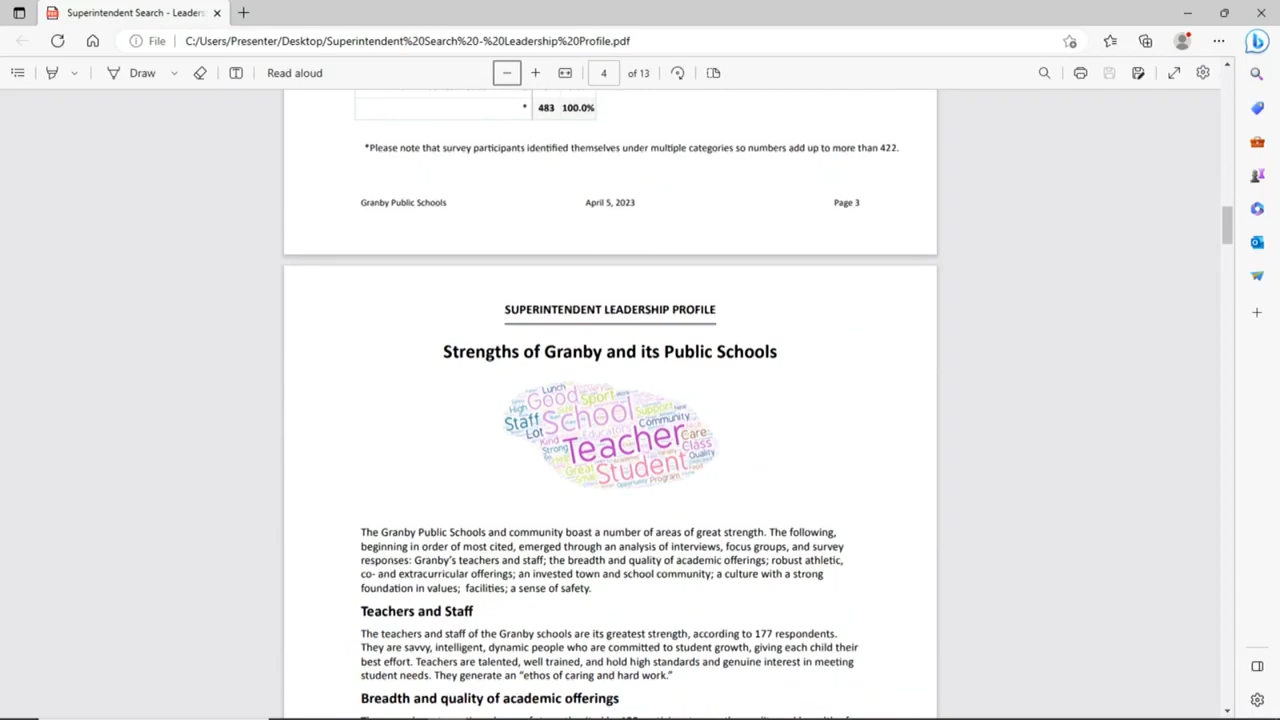 Superintendent Search - Leaders
File C:/Users/Presenter/Desktop/Superintendent%20Search%20-%20Leadership%20Profile.pdf
Draw
Read aloud
4 of 13
* 483 100.0%
*Please note that survey participants identified themselves under multiple categories so numbers add up to more than 422.
Granby Public Schools April 5, 2023 Page 3
SUPERINTENDENT LEADERSHIP PROFILE
Strengths of Granby and its Public Schools
Lunch
Good Sport
High
School Support
Staff
Community
Lot Educators
Kind Teacher Care
Strong Class
Quality
Great Student
Small
Opportunity Program
The Granby Public Schools and community boast a number of areas of great strength. The following,
beginning in order of most cited, emerged through an analysis of interviews, focus groups, and survey
responses: Granby's teachers and staff; the breadth and quality of academic offerings; robust athletic,
co- and extracurricular offerings; an invested town and school community; a culture with a strong
foundation in values; facilities; a sense of safety.
Teachers and Staff
The teachers and staff of the Granby schools are its greatest strength, according to 177 respondents.
They are savvy, intelligent, dynamic people who are committed to student growth, giving each child their
best effort. Teachers are talented, well trained, and hold high standards and genuine interest in meeting
student needs. They generate an "ethos of caring and hard work."
Breadth and quality of academic offerings